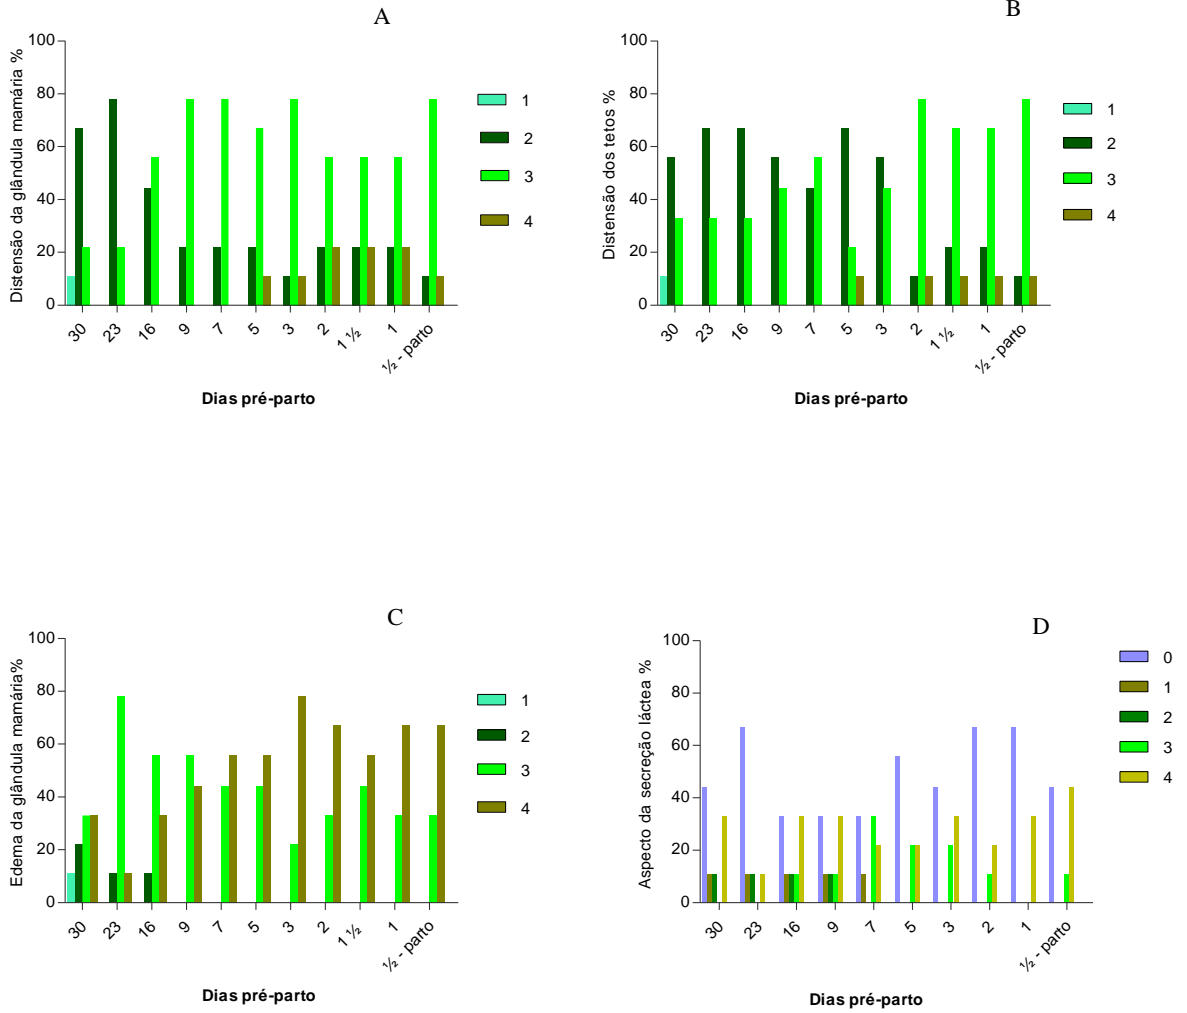 A
Distensão da glândula mamária %
100
80
60
40
20
0
30 23 16 9 7 5 3 2 1 ½ 1 ½ - parto
Dias pré-parto
1
2
3
4
B
Distensão dos tetos %
100
80
60
40
20
0
30 23 16 9 7 5 3 2 1 ½ 1 ½ - parto
Dias pré-parto
1
2
3
4
C
Edema da glândula mamária%
100
80
60
40
20
0
30 23 16 9 7 5 3 2 1 ½ 1 ½ - parto
Dias pré-parto
1
2
3
4
D
Aspecto da secreção láctea %
100
80
60
40
20
0
30 23 16 9 7 5 3 2 1 ½ - parto
Dias pré-parto
0
1
2
3
4